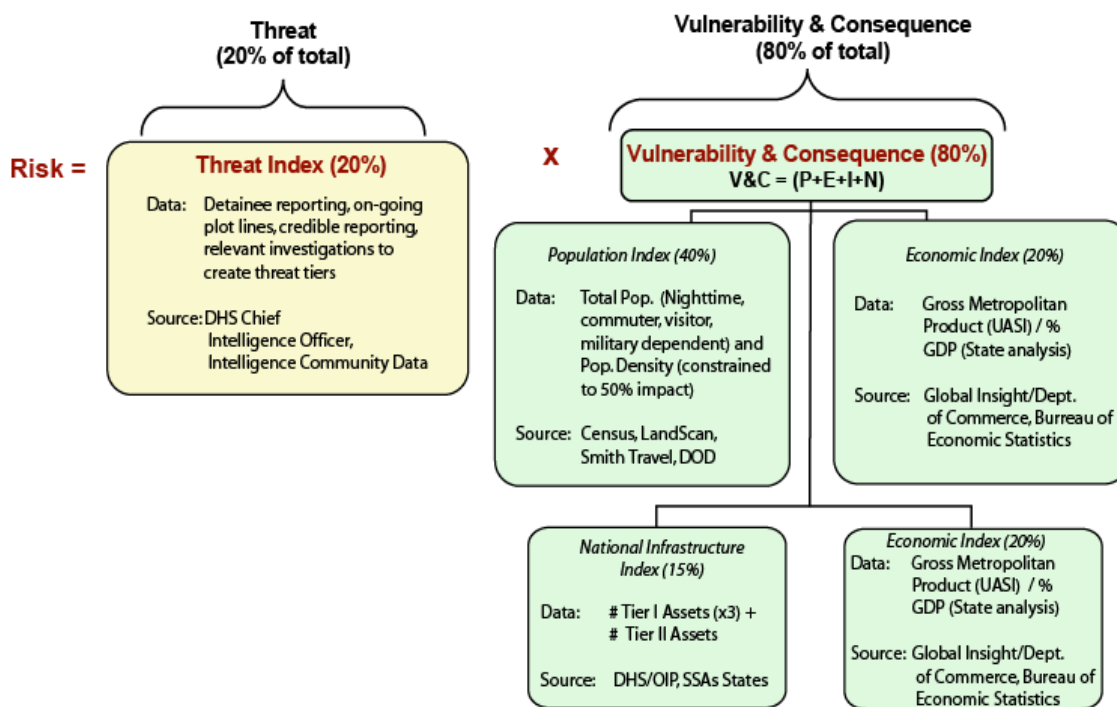 Threat
(20% of total)
Vulnerability & Consequence
(80% of total)
Risk =
Threat Index (20%)
Data: Detainee reporting, on-going
plot lines, credible reporting,
relevant investigations to
create threat tiers
Source: DHS Chief
Intelligence Officer,
Intelligence Community Data
x
Vulnerability & Consequence (80%)
V&C = (P+E+I+N)
Population Index (40%)
Data: Total Pop. (Nighttime,
commuter, visitor,
military dependent) and
Pop. Density (constrained
to 50% impact)
Source: Census, LandScan,
Smith Travel, DOD
Economic Index (20%)
Data: Gross Metropolitan
Product (UASI) / %
GDP (State analysis)
Source: Global Insight/Dept.
of Commerce, Burreau of
Economic Statistics
National Infrastructure
Index (15%)
Data: # Tier I Assets (x3) +
# Tier II Assets
Source: DHS/OIP, SSAs States
Economic Index (20%)
Data: Gross Metropolitan
Product (UASI) / %
GDP (State analysis)
Source: Global Insight/Dept.
of Commerce, Bureau of
Economic Statistics